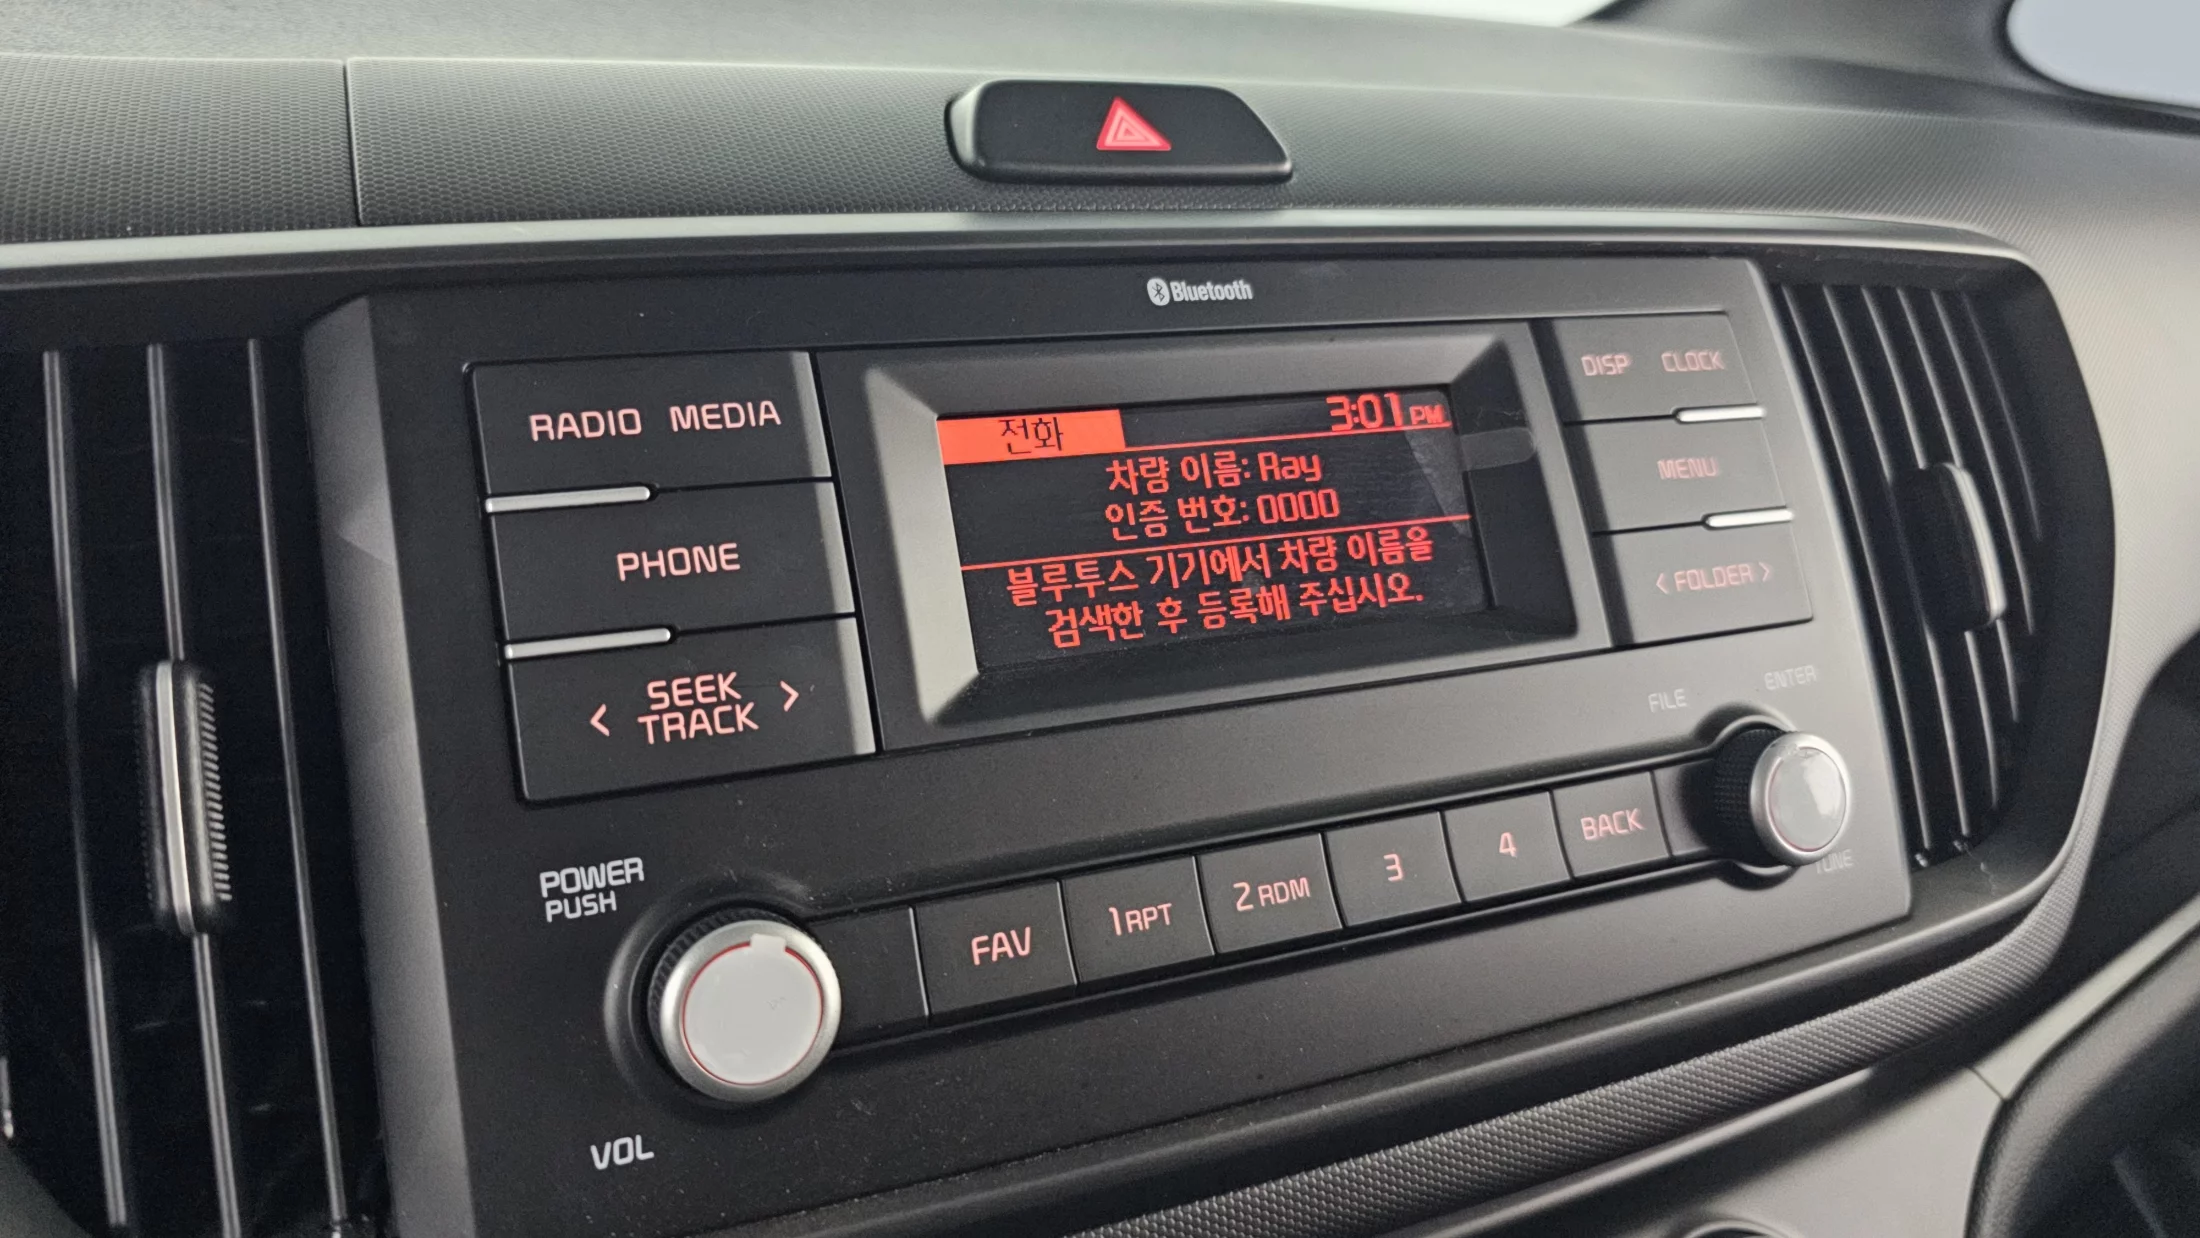 Bluetooth
RADIO MEDIA
PHONE
< SEEK TRACK >
전화 3:01 PM
차량 이름: Ray
인증 번호: 0000
블루투스 기기에서 차량 이름을
검색한 후 등록해 주십시오.
DISP CLOCK
MENU
< FOLDER >
FILE
ENTER
TUNE
POWER
PUSH
VOL
FAV
1 RPT
2 RDM
3
4
BACK